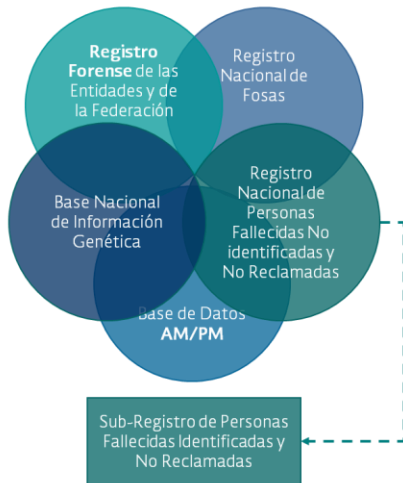 Registro
Forense de las
Entidades y de
la Federación
Registro
Nacional de
Fosas
Base Nacional
de Información
Genética
Registro
Nacional de
Personas
Fallecidas No
identificadas y
No Reclamadas
Base de Datos
AM/PM
Sub-Registro de Personas
Fallecidas Identificadas y
No Reclamadas